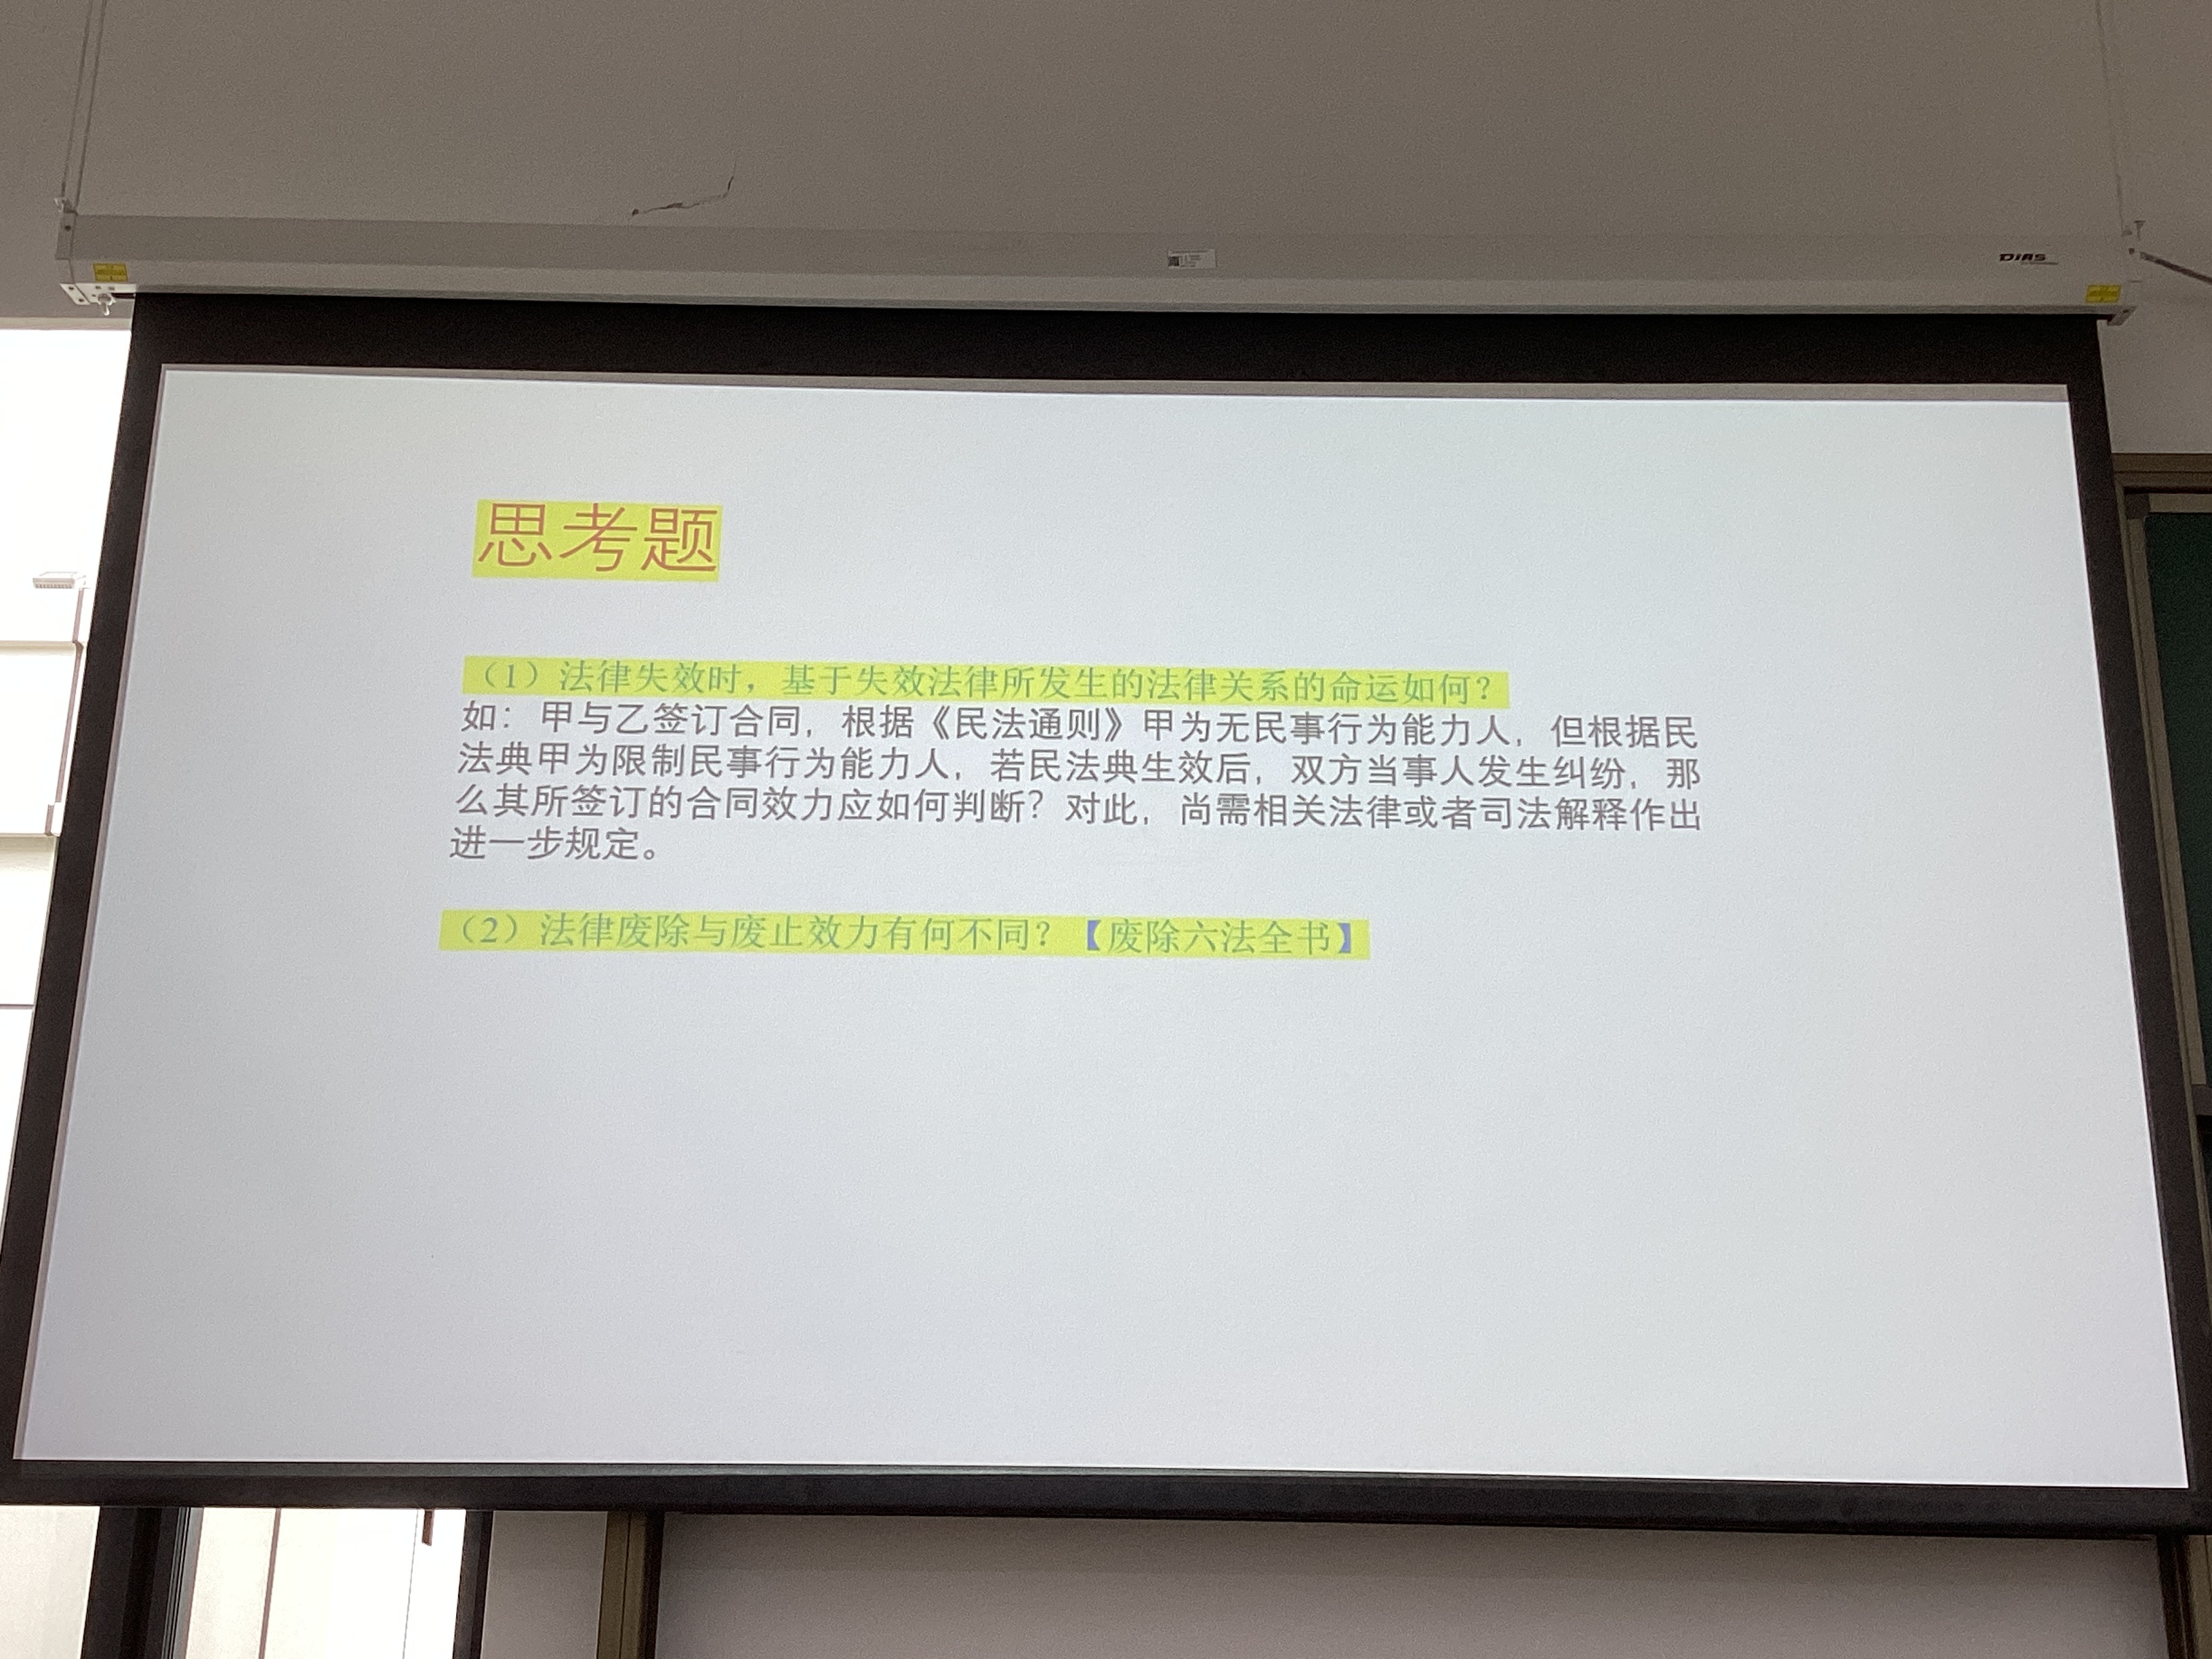 DIAS
思考题
（1）法律失效时，基于失效法律所发生的法律关系的命运如何？
如：甲与乙签订合同，根据《民法通则》甲为无民事行为能力人，但根据民
法典甲为限制民事行为能力人，若民法典生效后，双方当事人发生纠纷，那
么其所签订的合同效力应如何判断？对此，尚需相关法律或者司法解释作出
进一步规定。
（2）法律废除与废止效力有何不同？【废除六法全书】